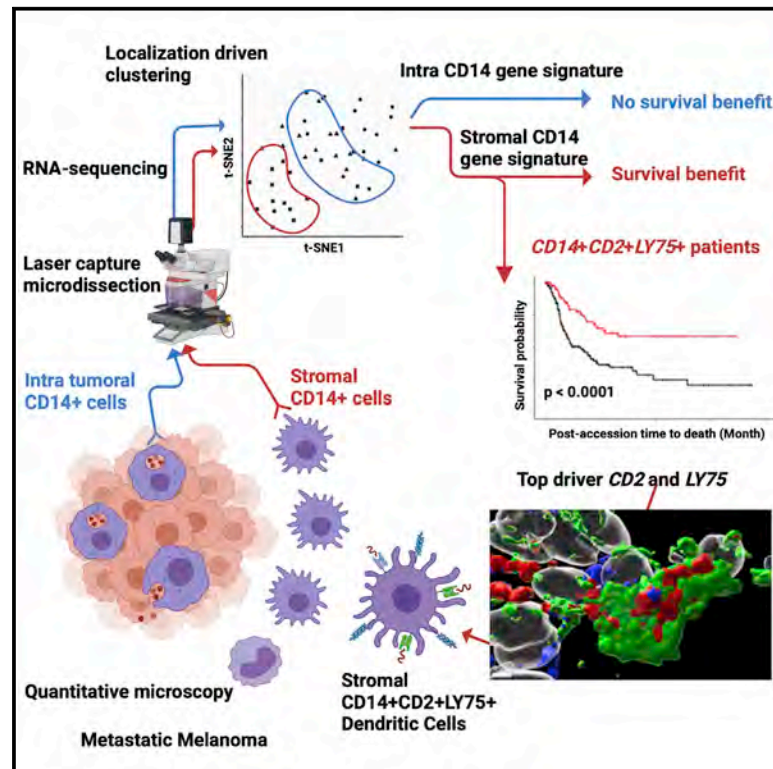 Localization driven
clustering
Intra CD14 gene signature
No survival benefit
Stromal CD14
gene signature
Survival benefit
RNA-sequencing
t-SNE2
t-SNE1
CD14+CD2+LY75+ patients
Laser capture
microdissection
Survival probability
p < 0.0001
Post-accession time to death (Month)
Intra tumoral
CD14+ cells
Stromal
CD14+ cells
Top driver CD2 and LY75
Quantitative microscopy
Stromal
CD14+CD2+LY75+
Dendritic Cells
Metastatic Melanoma